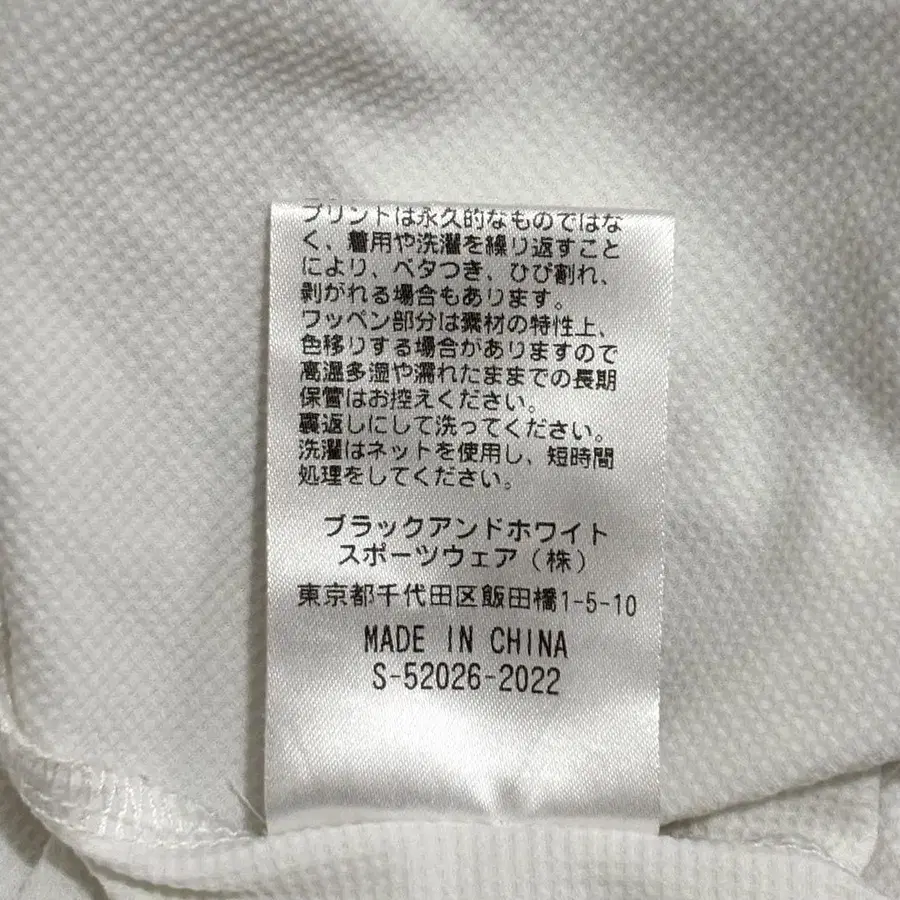 プリントは永久的なものではな
く、着用や洗濯を繰り返すこと
により、ベタつき、ひび割れ、
剥がれる場合もあります。
ワッペン部分は素材の特性上、
色移りする場合がありますので
高温多湿や濡れたままでの長期
保管はお控えください。
裏返しにして洗ってください。
洗濯はネットを使用し、短時間
処理をしてください。
ブラックアンドホワイト
スポーツウェア(株)
東京都千代田区飯田橋1-5-10
MADE IN CHINA
S-52026-2022